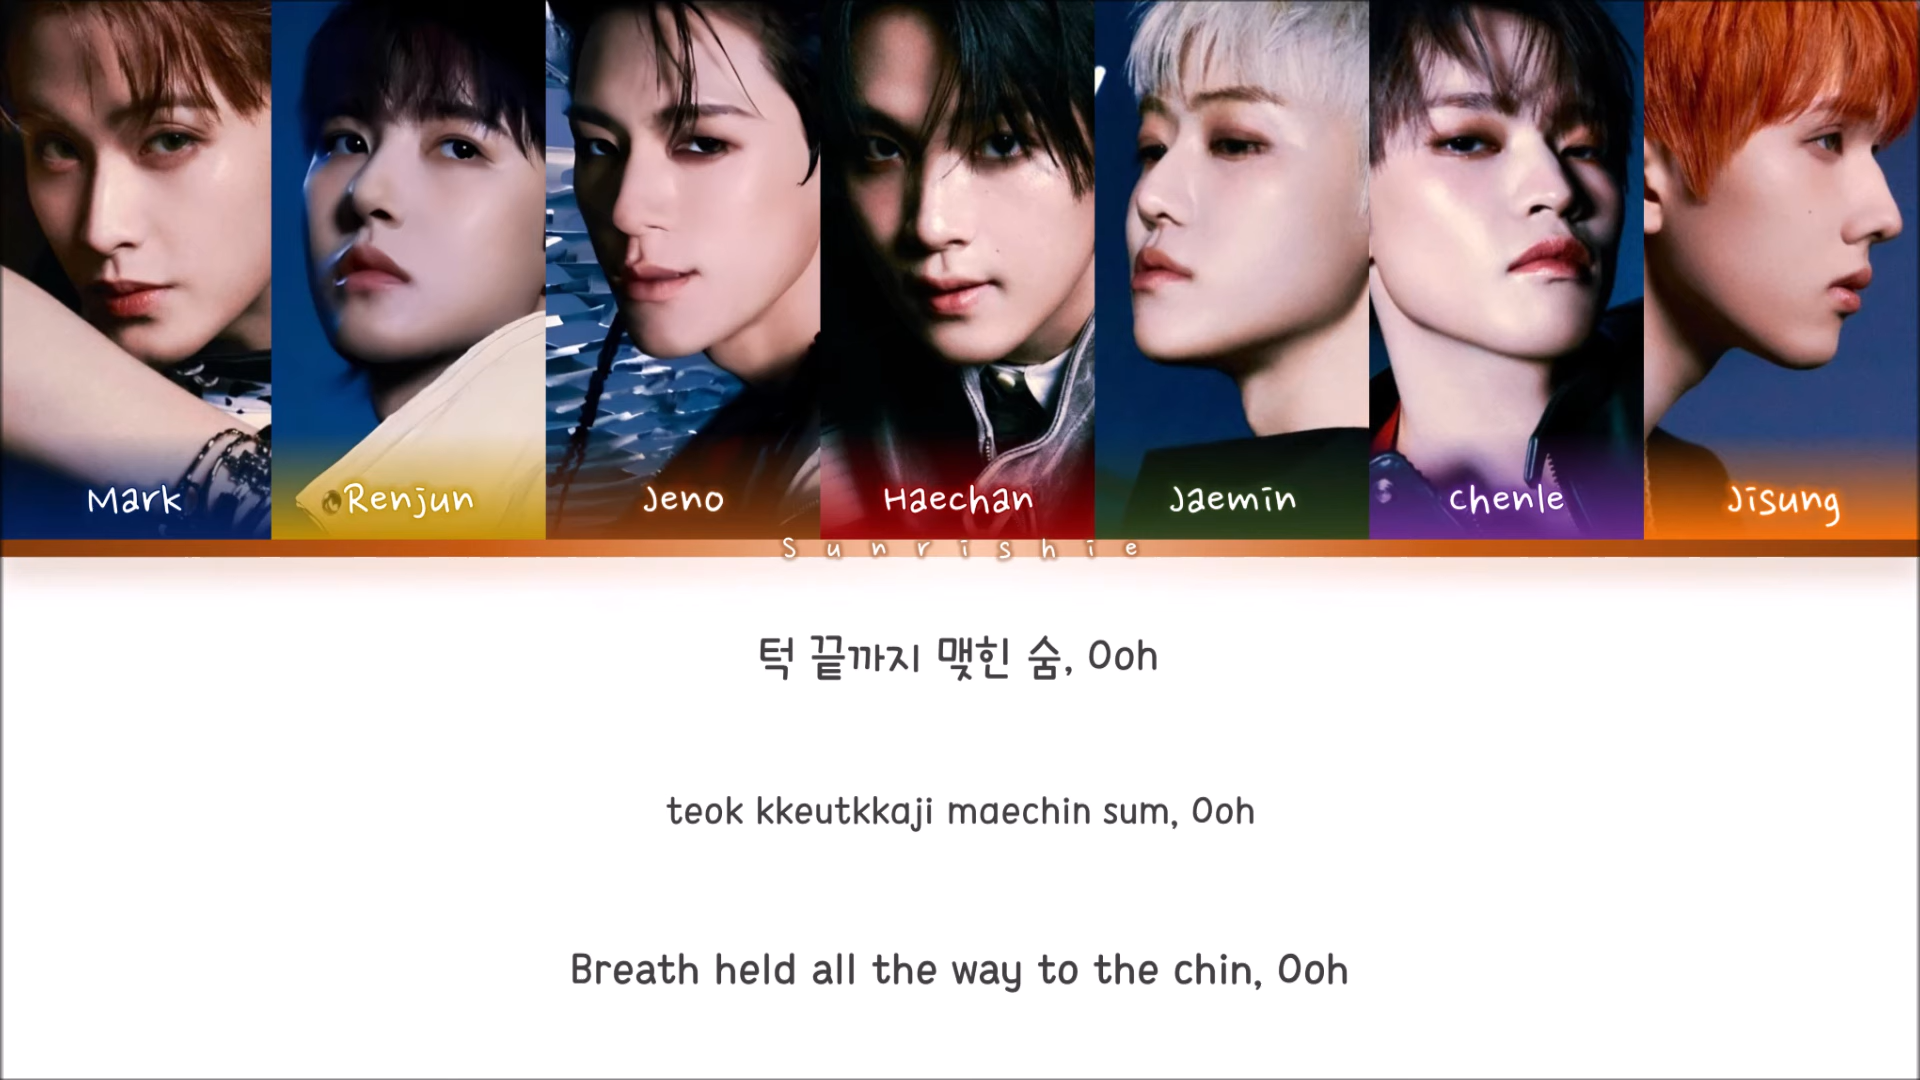 Mark Renjun Jeno Haechan Jaemin Chenle Jisung
Sunrishie
턱 끝까지 맺힌 숨, Ooh
teok kkeutkkaji maechin sum, Ooh
Breath held all the way to the chin, Ooh